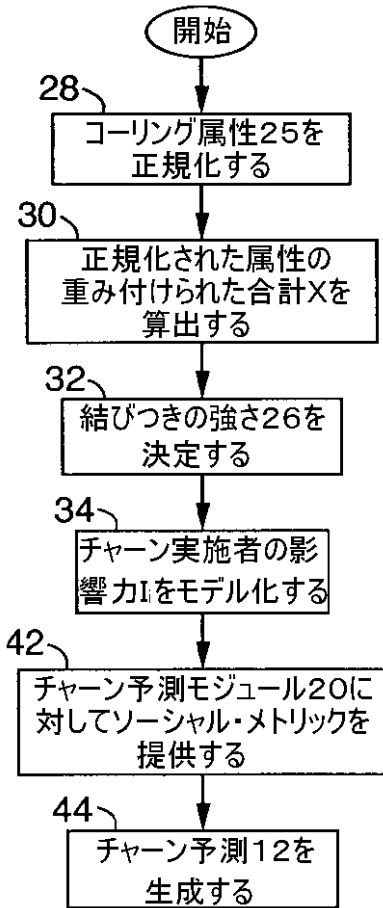 開始
28
コーリング属性25を
正規化する
30
正規化された属性の
重み付けられた合計Xを
算出する
32
結びつきの強さ26を
決定する
34
チャーン実施者の影
響力Iⱼをモデル化する
42
チャーン予測モジュール20に
対してソーシャル・メトリックを
提供する
44
チャーン予測12を
生成する